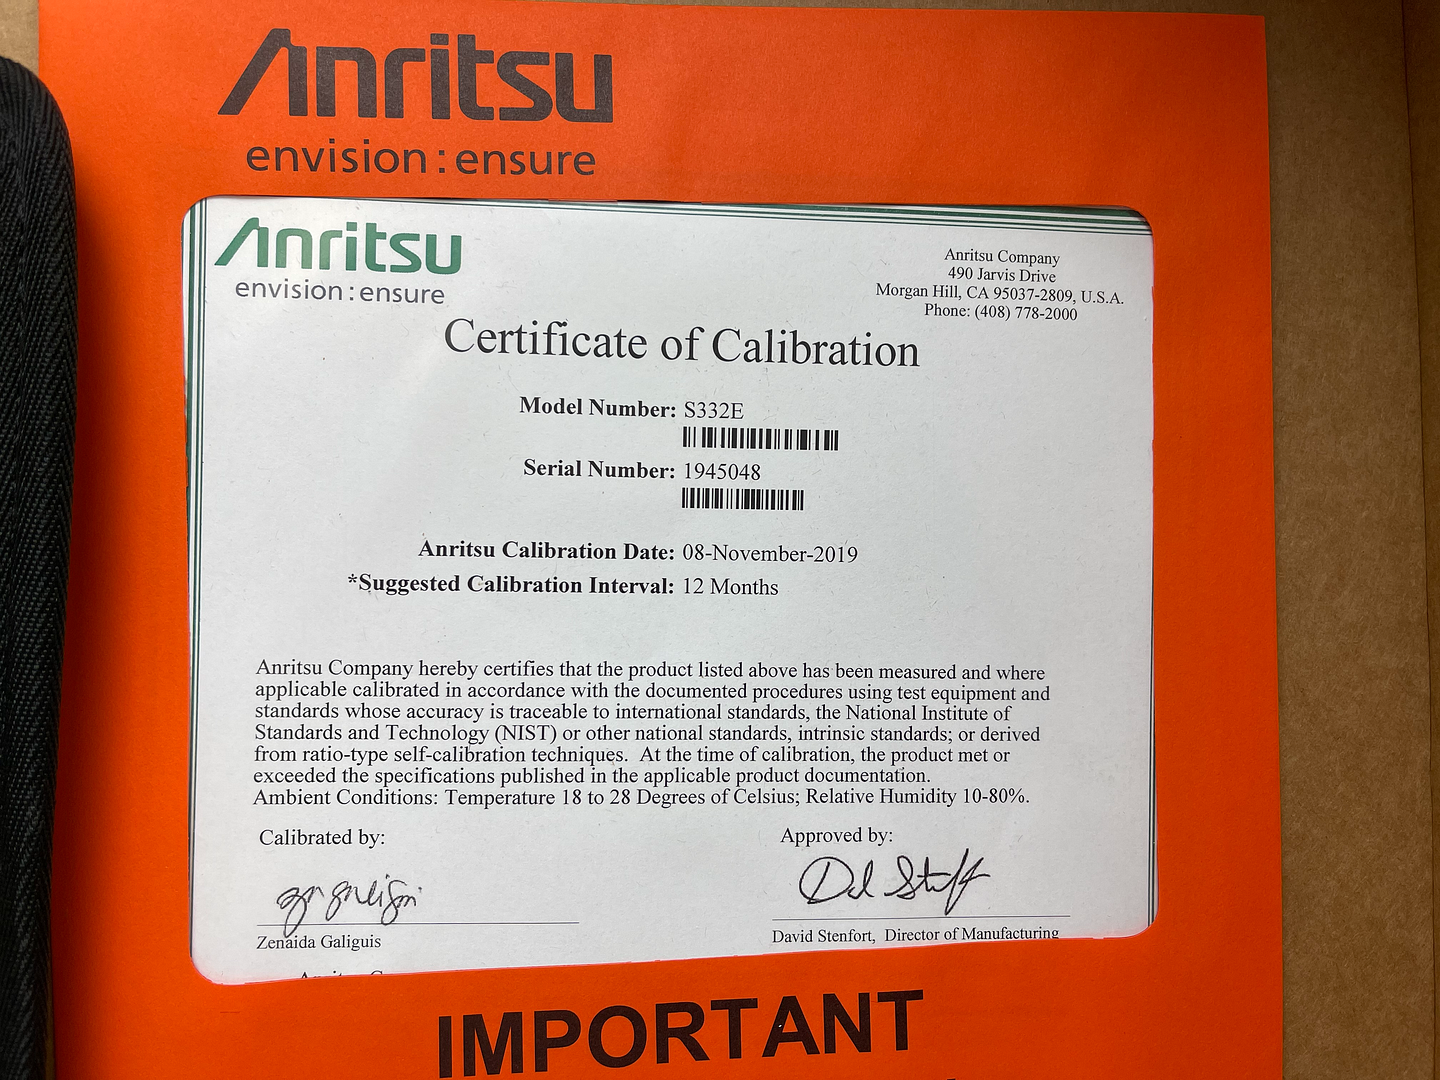 Anritsu
envision : ensure
Anritsu
envision : ensure
Anritsu Company
490 Jarvis Drive
Morgan Hill, CA 95037-2809, U.S.A.
Phone: (408) 778-2000
Certificate of Calibration
Model Number: S332E
Serial Number: 1945048
Anritsu Calibration Date: 08-November-2019
*Suggested Calibration Interval: 12 Months
Anritsu Company hereby certifies that the product listed above has been measured and where
applicable calibrated in accordance with the documented procedures using test equipment and
standards whose accuracy is traceable to international standards, the National Institute of
Standards and Technology (NIST) or other national standards, intrinsic standards; or derived
from ratio-type self-calibration techniques.  At the time of calibration, the product met or
exceeded the specifications published in the applicable product documentation.
Ambient Conditions: Temperature 18 to 28 Degrees of Celsius; Relative Humidity 10-80%.
Calibrated by:
Approved by:
Zenaida Galiguis
David Stenfort,  Director of Manufacturing
IMPORTANT